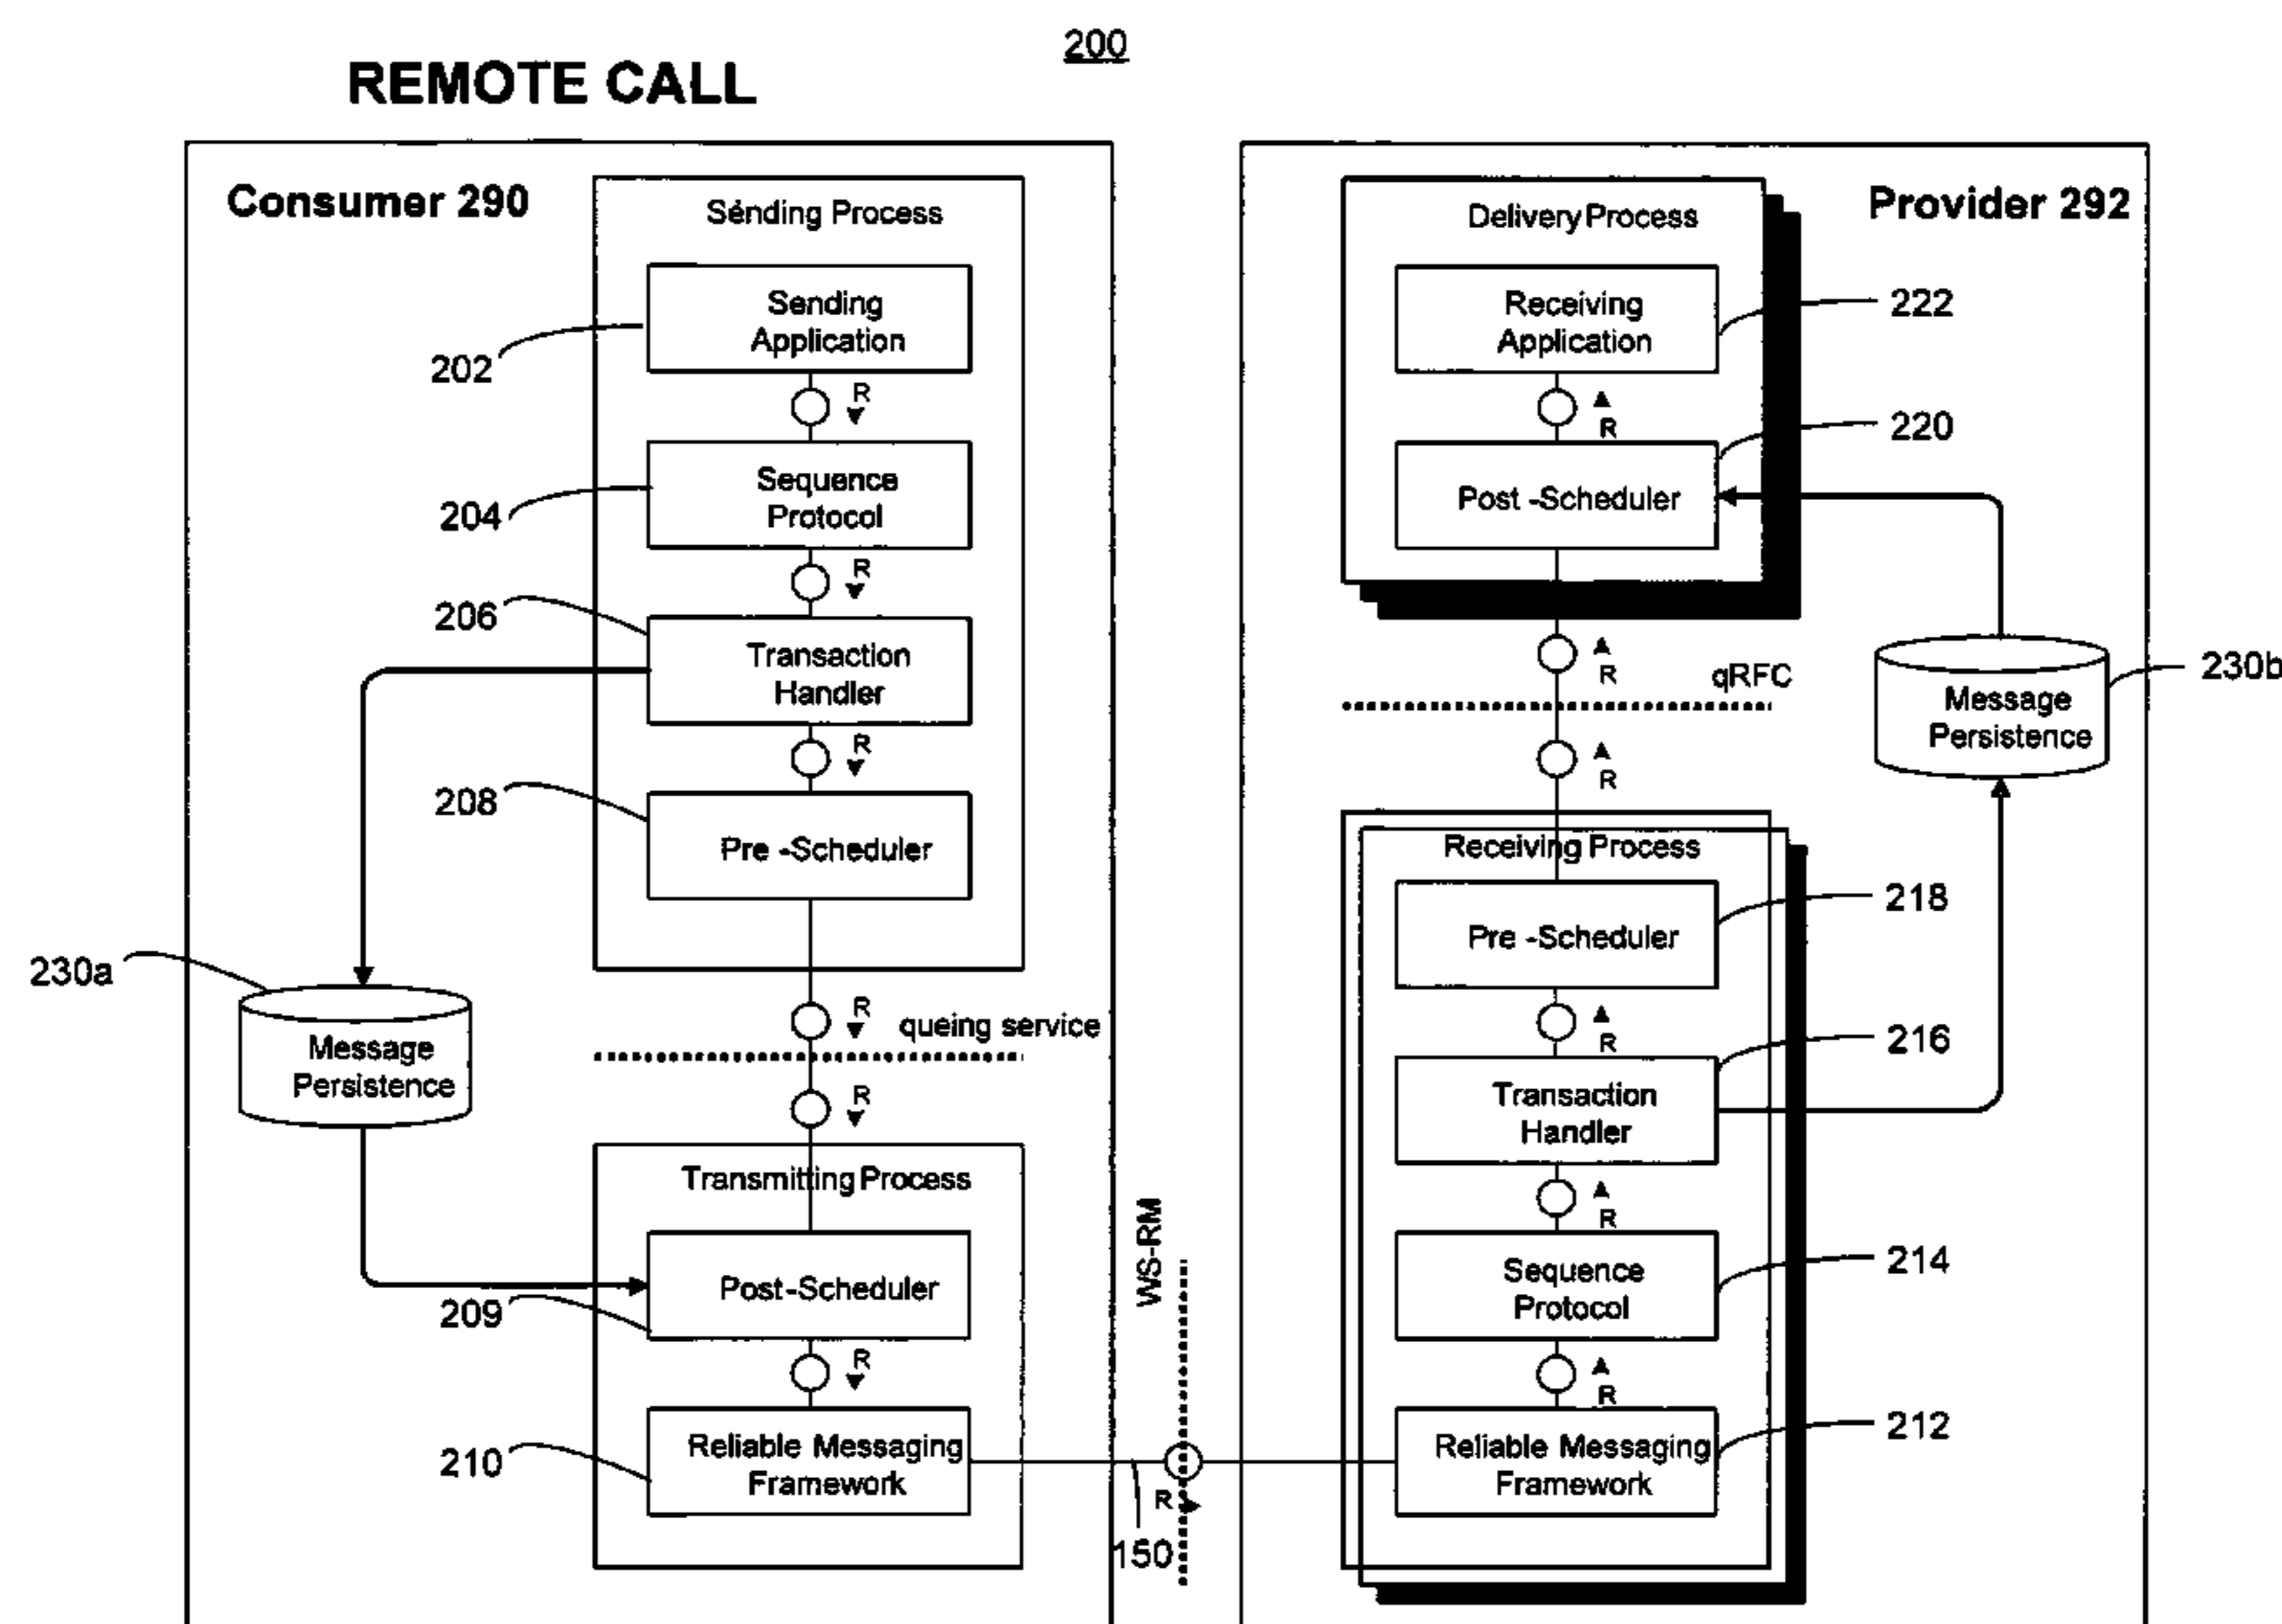 200
REMOTE CALL
Consumer 290
Sénding Process
Sending
Application
202
R
Sequence
Protocol
204
R
206
Transaction
Handler
R
208
Pre -Scheduler
230a
Message
Persistence
R
queing service
R
Transmitting Process
Post-Scheduler
209
R
210
Reliable Messaging
Framework
WS-RM
R
150
Provider 292
Delivery Process
Receiving
Application
222
R
220
Post -Scheduler
R
qRFC
R
230b
Message
Persistence
Receiving Process
218
Pre -Scheduler
R
216
Transaction
Handler
R
214
Sequence
Protocol
R
212
Reliable Messaging
Framework